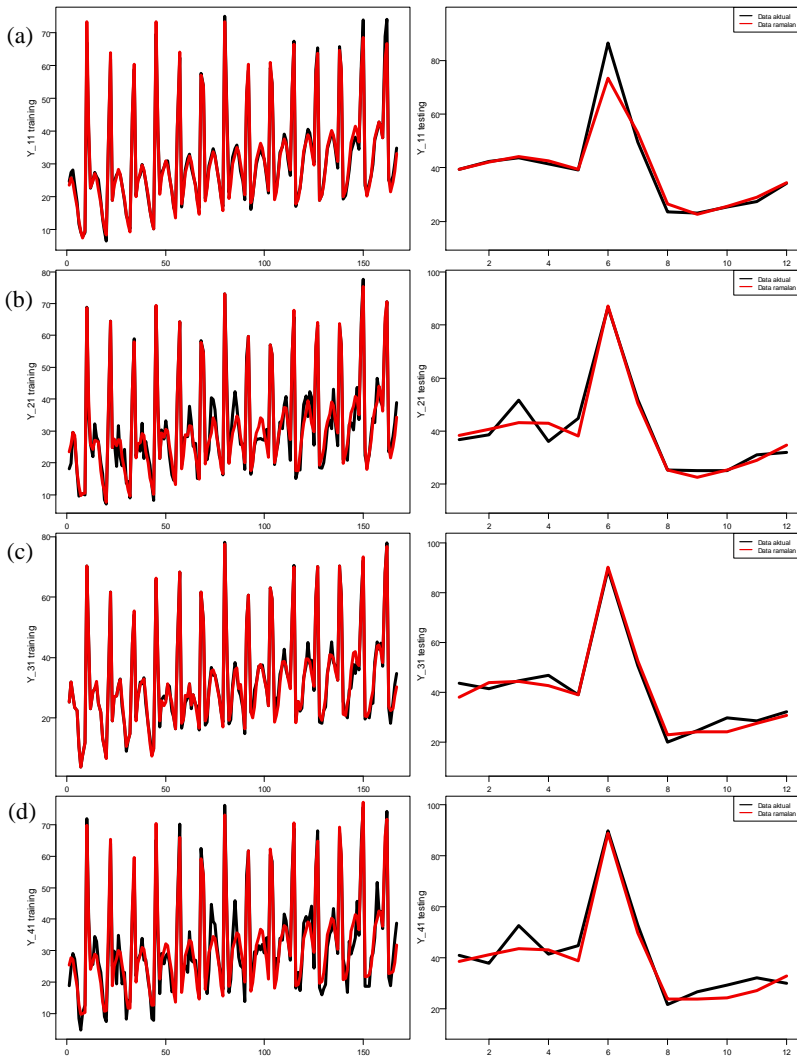 (a)
Y_11 training
70
60
50
40
30
20
10
0 50 100 150
Y_11 testing
80
60
40
20
2 4 6 8 10 12
Data aktual
Data ramalan
(b)
Y_21 training
80
70
60
50
40
30
20
10
0 50 100 150
Y_21 testing
100
80
60
40
20
2 4 6 8 10 12
Data aktual
Data ramalan
(c)
Y_31 training
80
60
40
20
0 50 100 150
Y_31 testing
100
80
60
40
20
2 4 6 8 10 12
Data aktual
Data ramalan
(d)
Y_41 training
70
60
50
40
30
20
10
0 50 100 150
Y_41 testing
100
80
60
40
20
2 4 6 8 10 12
Data aktual
Data ramalan